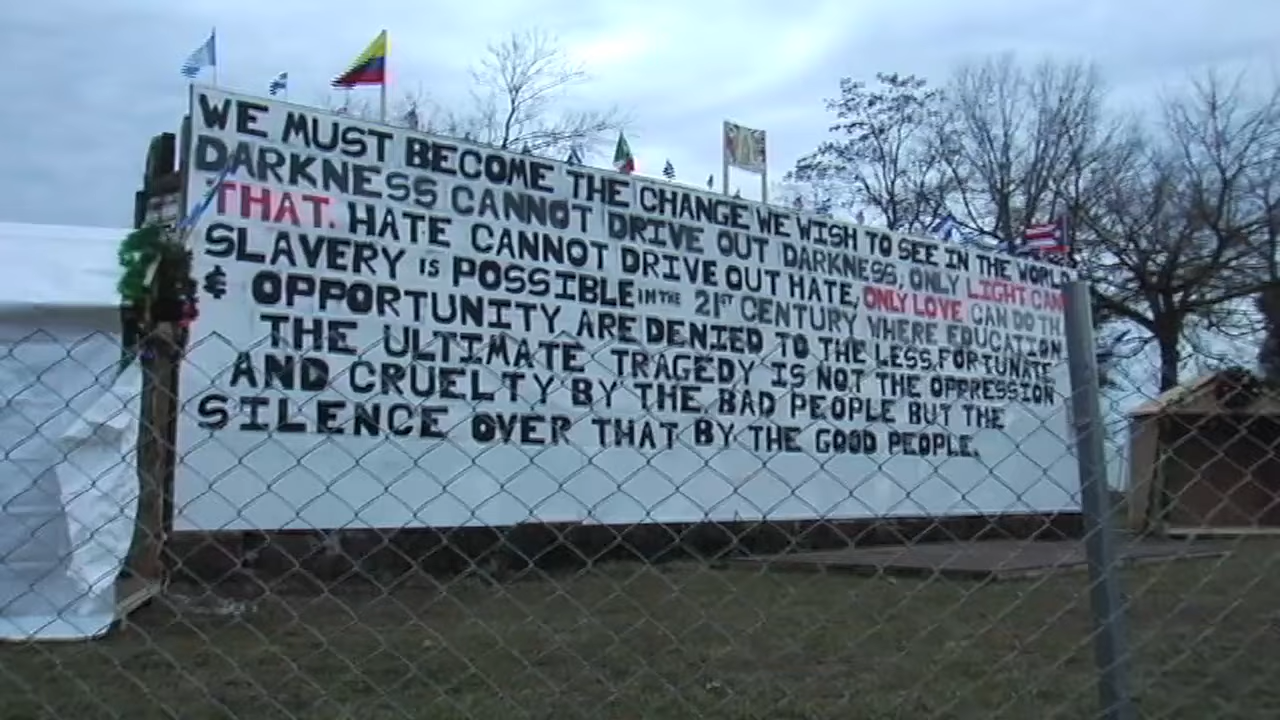 WE MUST BECOME THE CHANGE WE WISH TO SEE IN THE WORLD
DARKNESS CANNOT DRIVE OUT DARKNESS, ONLY LIGHT CAN
THAT. HATE CANNOT DRIVE OUT HATE, ONLY LOVE CAN DO TH
SLAVERY IS POSSIBLE IN THE 21ST CENTURY WHERE EDUCATION
& OPPORTUNITY ARE DENIED TO THE LESS.FORTUNATE
THE ULTIMATE TRAGEDY IS NOT THE OPPRESSION
AND CRUELTY BY THE BAD PEOPLE BUT THE
SILENCE OVER THAT BY THE GOOD PEOPLE.